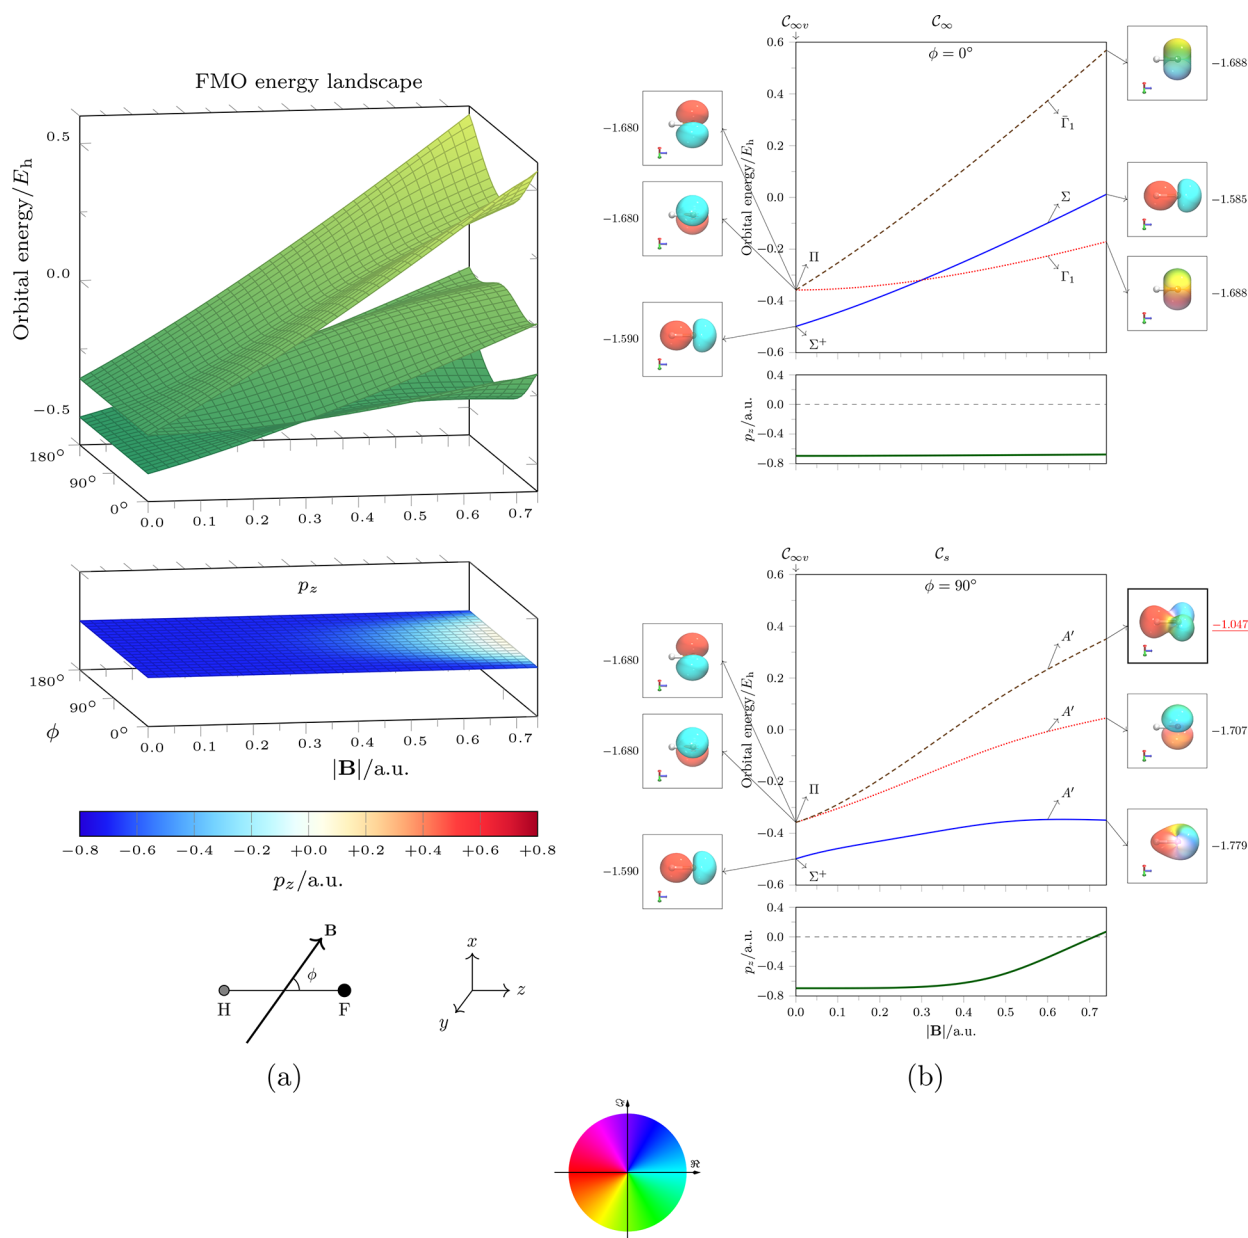 FMO energy landscape
Orbital energy/E_h
0.5
0.0
−0.5
180°
90°
0°
0.0 0.1 0.2 0.3 0.4 0.5 0.6 0.7
p_z
180°
90°
0°
ϕ
0.0 0.1 0.2 0.3 0.4 0.5 0.6 0.7
|B|/a.u.
−0.8 −0.6 −0.4 −0.2 +0.0 +0.2 +0.4 +0.6 +0.8
p_z/a.u.
B
ϕ
H F
x
z
y
(a)
𝒞∞v 𝒞∞
ϕ = 0°
Orbital energy/E_h
0.6
0.4
0.2
0.0
−0.2
−0.4
−0.6
−1.680
−1.680
−1.590
Π
Σ⁺
Γ̄₁
Σ
Γ₁
−1.688
−1.585
−1.688
p_z/a.u.
0.4
0.0
−0.4
−0.8
𝒞∞v 𝒞s
ϕ = 90°
Orbital energy/E_h
0.6
0.4
0.2
0.0
−0.2
−0.4
−0.6
−1.680
−1.680
−1.590
Π
Σ⁺
A′
A′
A′
−1.047
−1.707
−1.779
p_z/a.u.
0.4
0.0
−0.4
−0.8
0.0 0.1 0.2 0.3 0.4 0.5 0.6 0.7
|B|/a.u.
(b)
ℑ
ℜ